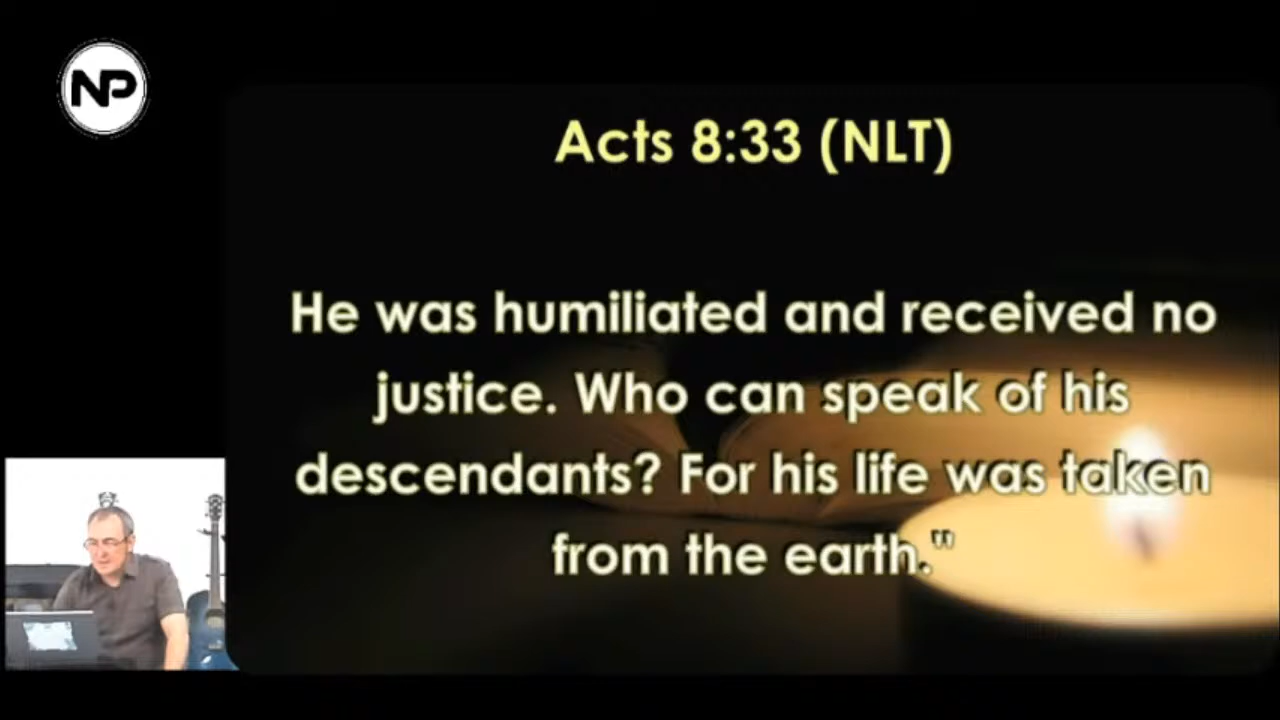 NP
Acts 8:33 (NLT)
He was humiliated and received no
justice. Who can speak of his
descendants? For his life was taken
from the earth."